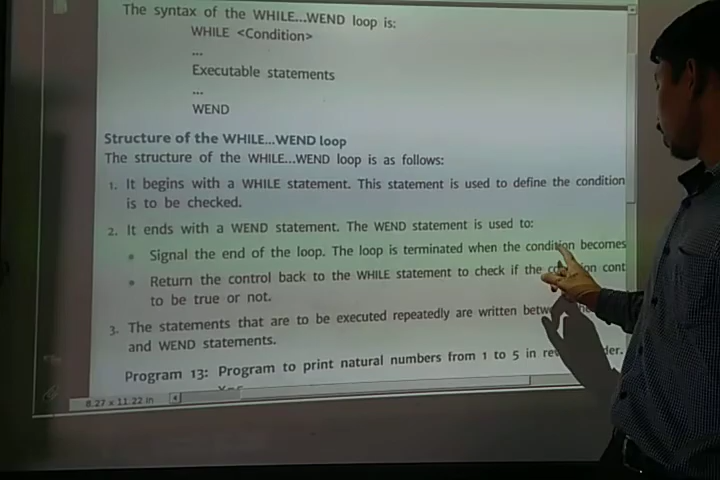 The syntax of the WHILE...WEND loop is:
WHILE <Condition>
...
Executable statements
...
WEND
Structure of the WHILE...WEND loop
The structure of the WHILE...WEND loop is as follows:
1. It begins with a WHILE statement. This statement is used to define the condition
is to be checked.
2. It ends with a WEND statement. The WEND statement is used to:
• Signal the end of the loop. The loop is terminated when the condition becomes
• Return the control back to the WHILE statement to check if the cont
to be true or not.
3. The statements that are to be executed repeatedly are written
and WEND statements.
Program 13: Program to print natural numbers from 1 to 5 in
8.27 x 11.22 in